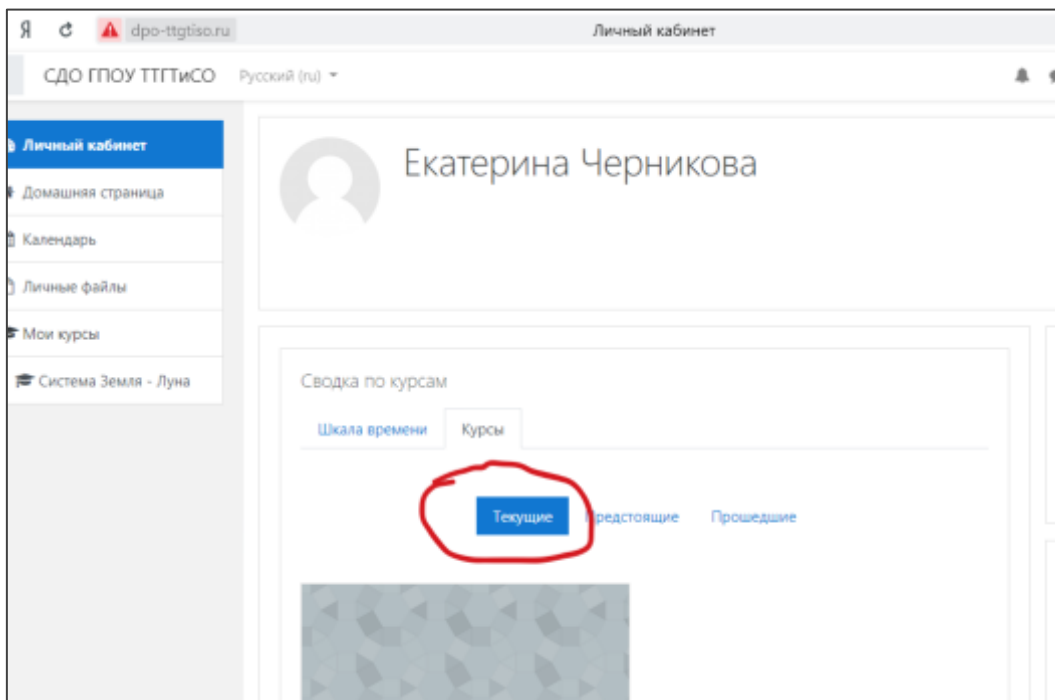 Я dpo-ttgtiso.ru Личный кабинет
СДО ГПОУ ТТГТиСО Русский (ru)
Личный кабинет
Екатерина Черникова
Домашняя страница
Календарь
Личные файлы
Мои курсы
Система Земля - Луна
Сводка по курсам
Шкала времени Курсы
Текущие Предстоящие Прошедшие